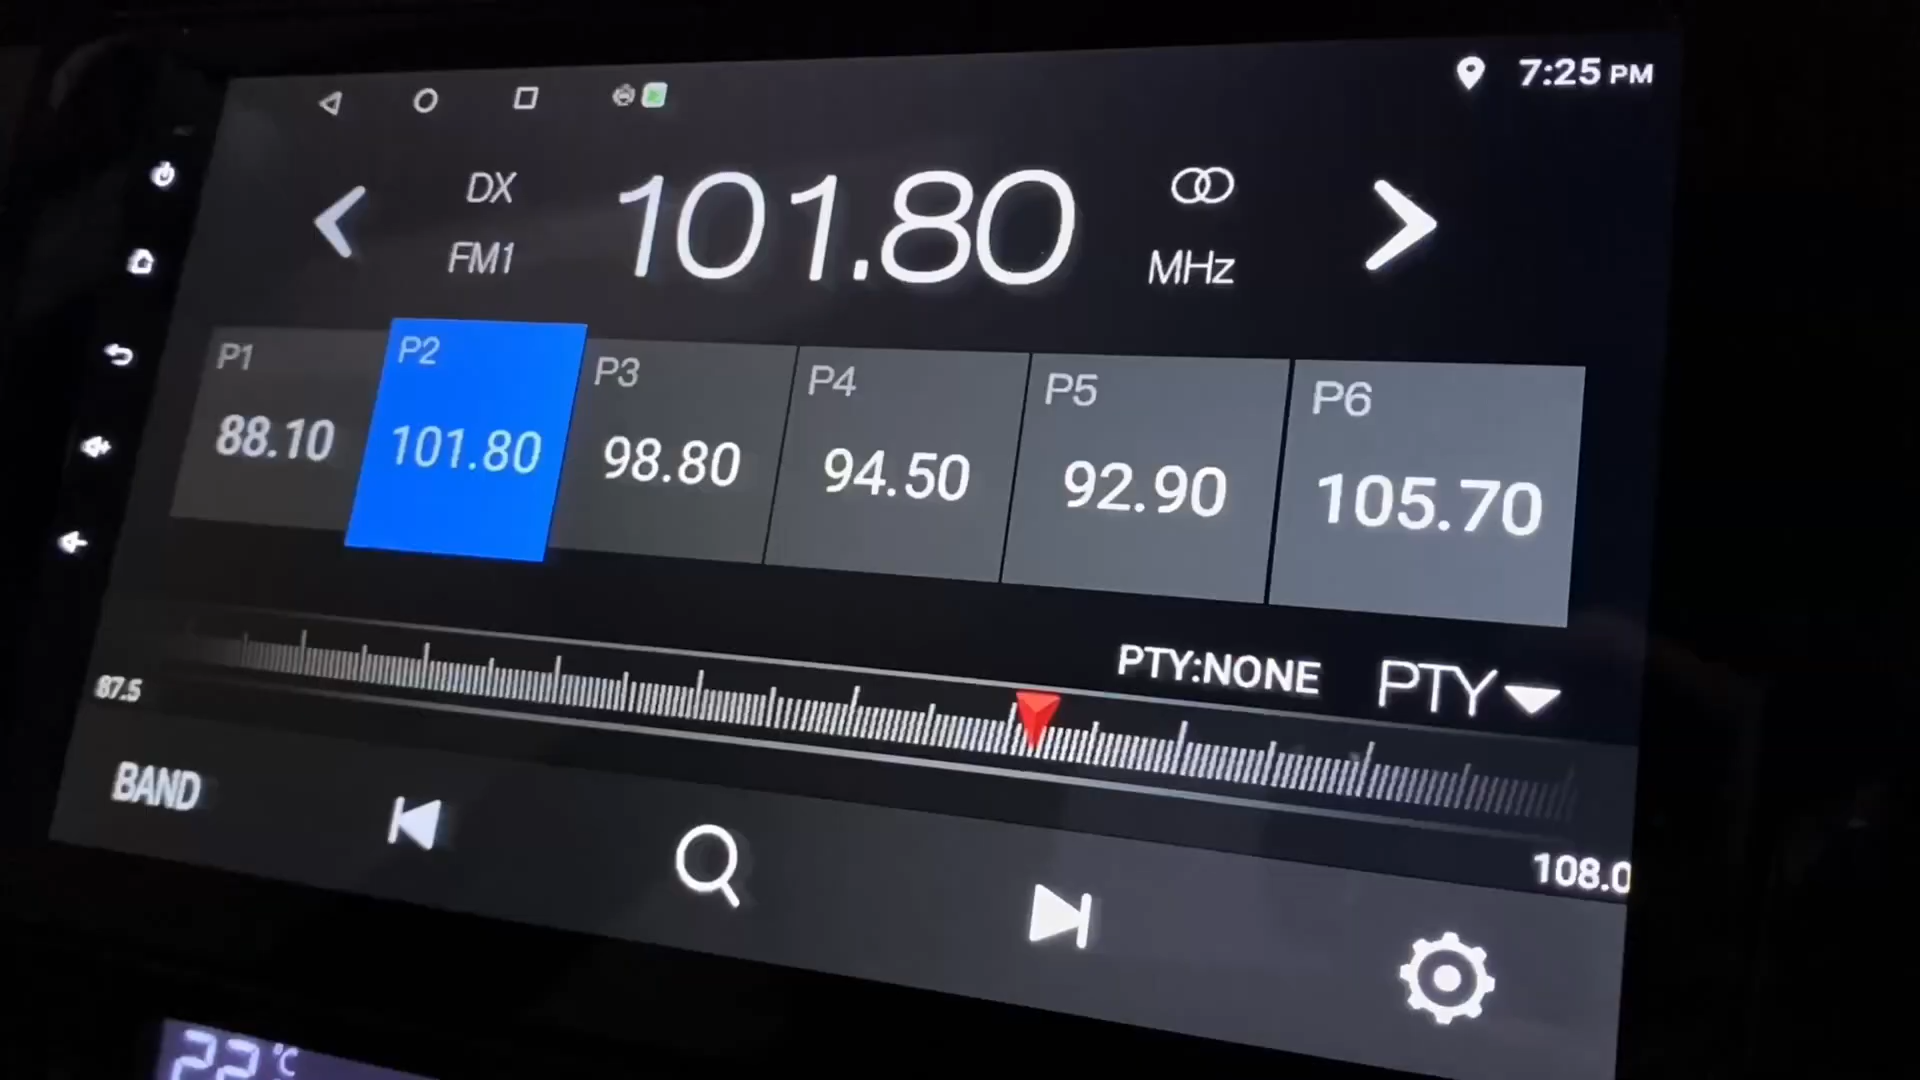 7:25 PM
DX
FM1
101.80
MHz
P1
88.10
P2
101.80
P3
98.80
P4
94.50
P5
92.90
P6
105.70
PTY:NONE
PTY
87.5
108.0
BAND
22 °C